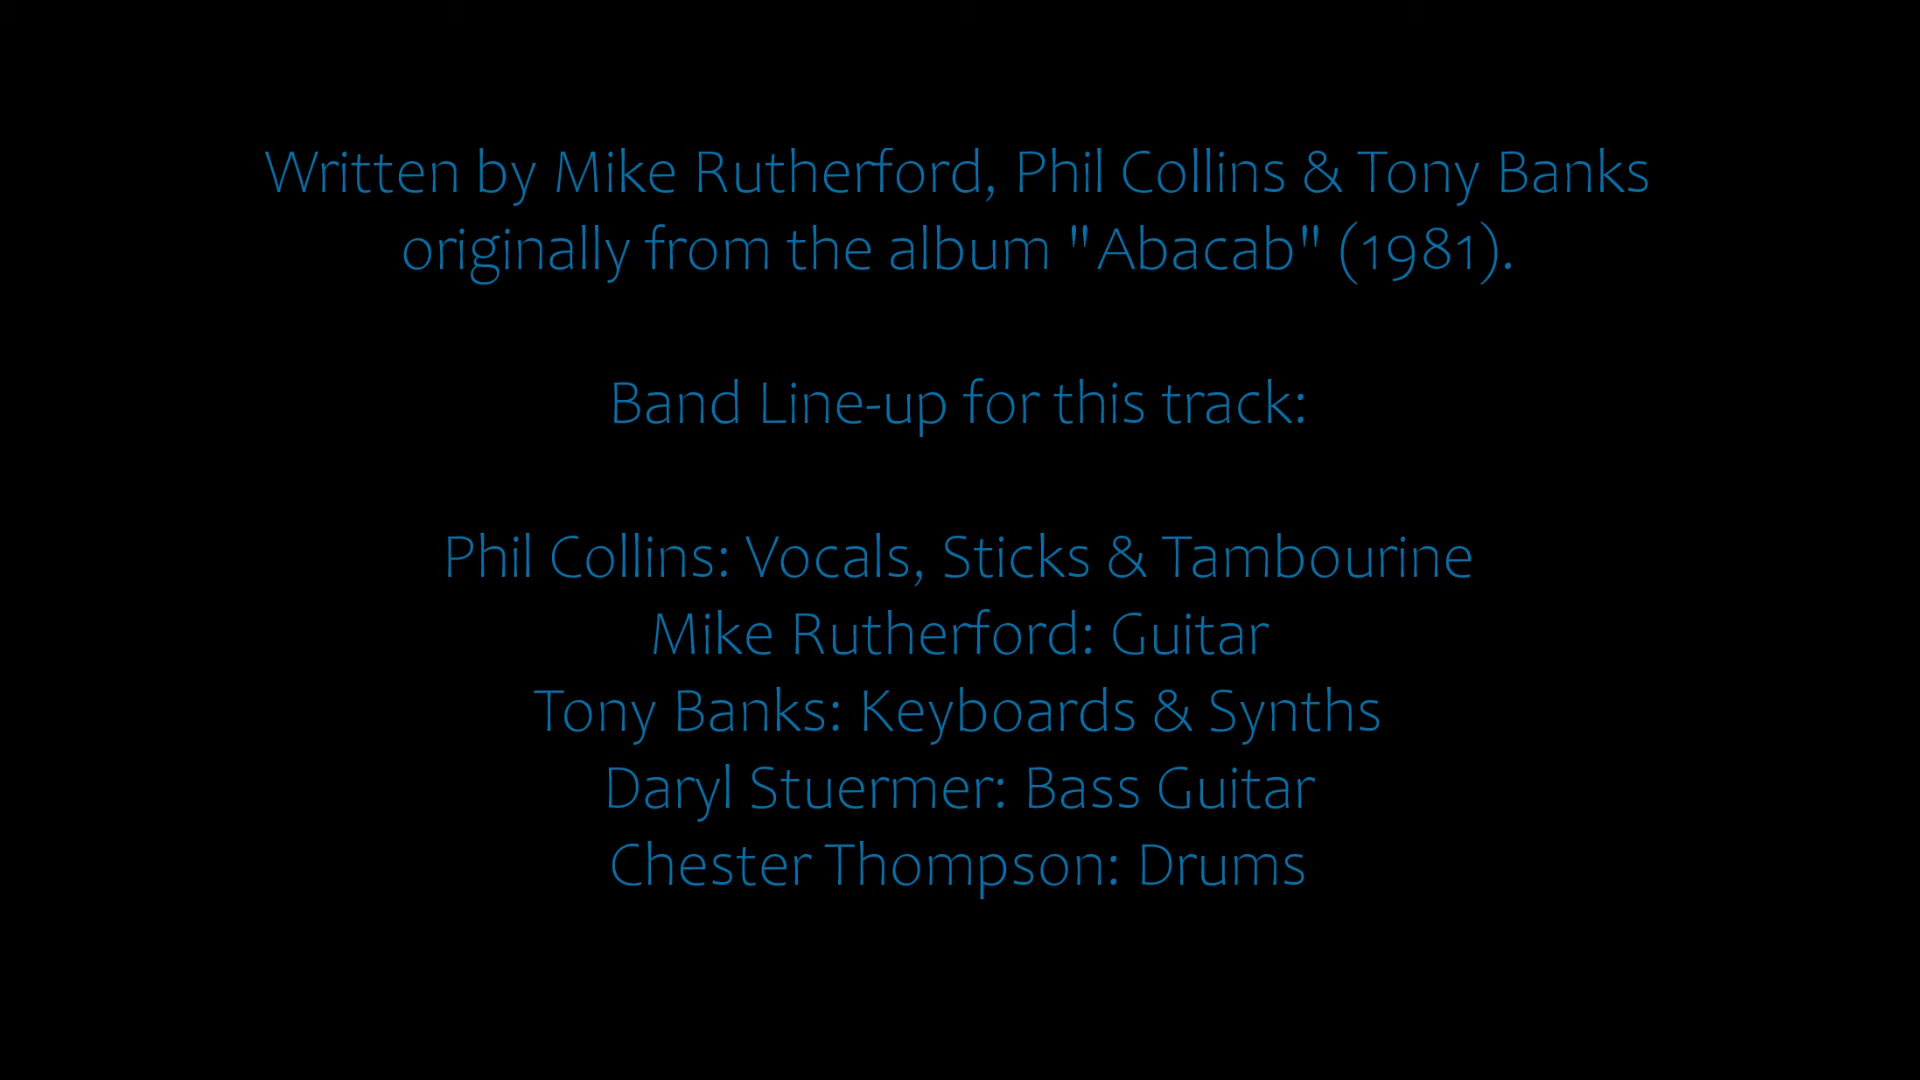 Written by Mike Rutherford, Phil Collins & Tony Banks
originally from the album "Abacab" (1981).
Band Line-up for this track:
Phil Collins: Vocals, Sticks & Tambourine
Mike Rutherford: Guitar
Tony Banks: Keyboards & Synths
Daryl Stuermer: Bass Guitar
Chester Thompson: Drums